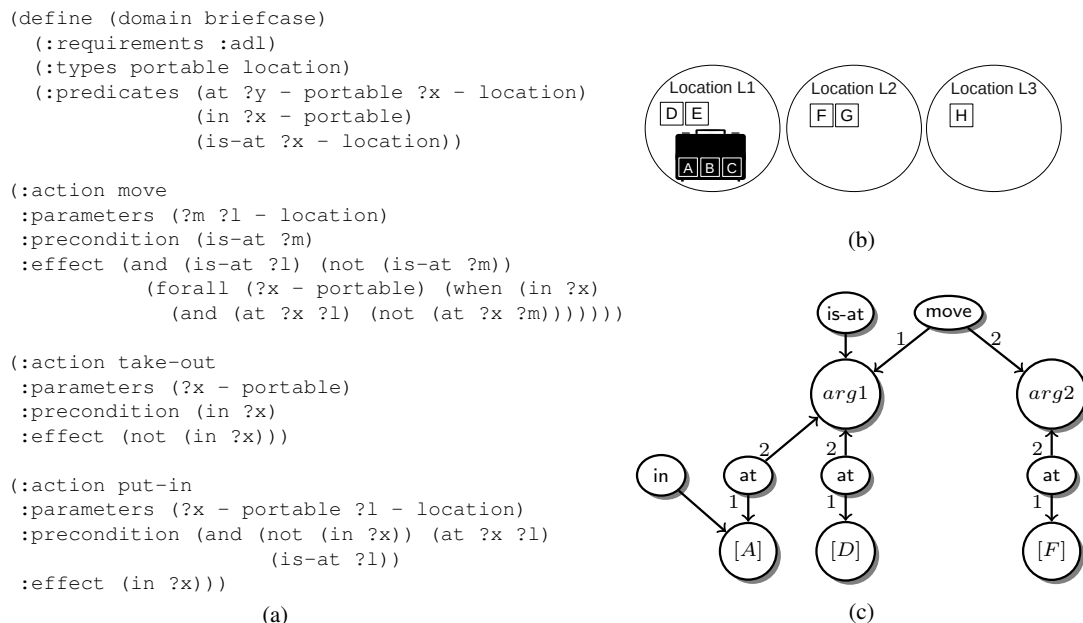 (define (domain briefcase)
(:requirements :adl)
(:types portable location)
(:predicates (at ?y - portable ?x - location)
(in ?x - portable)
(is-at ?x - location))
(:action move
:parameters (?m ?l - location)
:precondition (is-at ?m)
:effect (and (is-at ?l) (not (is-at ?m))
(forall (?x - portable) (when (in ?x)
(and (at ?x ?l) (not (at ?x ?m)))))))
(:action take-out
:parameters (?x - portable)
:precondition (in ?x)
:effect (not (in ?x)))
(:action put-in
:parameters (?x - portable ?l - location)
:precondition (and (not (in ?x)) (at ?x ?l)
(is-at ?l))
:effect (in ?x)))
(a)
Location L1 Location L2 Location L3
D E F G H
A B C
(b)
is-at move
1 2
arg1 arg2
2 2 2
in at at at
1 1 1
[A] [D] [F]
(c)